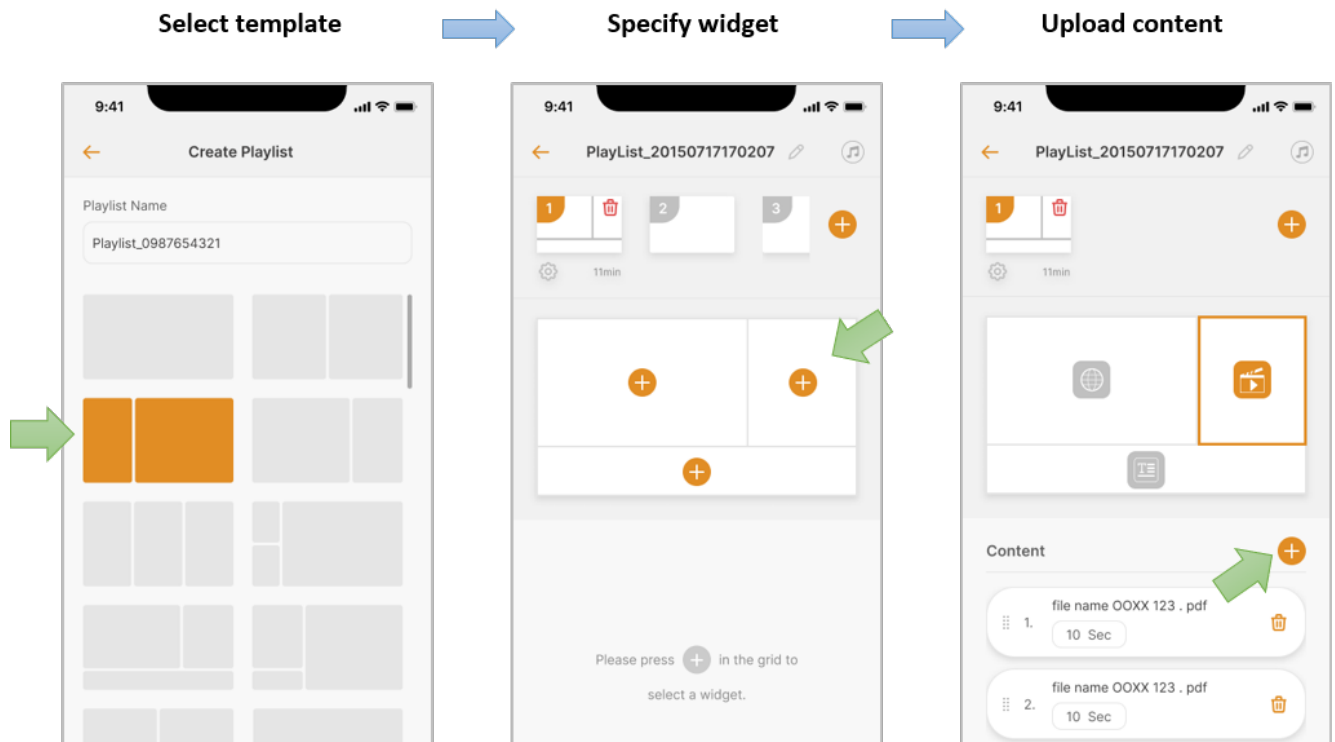 Select template
Specify widget
Upload content
9:41
Create Playlist
Playlist Name
Playlist_0987654321
9:41
PlayList_20150717170207
1
2
3
11min
Please press + in the grid to
select a widget.
9:41
PlayList_20150717170207
1
11min
T
Content
1.
file name OOXX 123 . pdf
10 Sec
2.
file name OOXX 123 . pdf
10 Sec